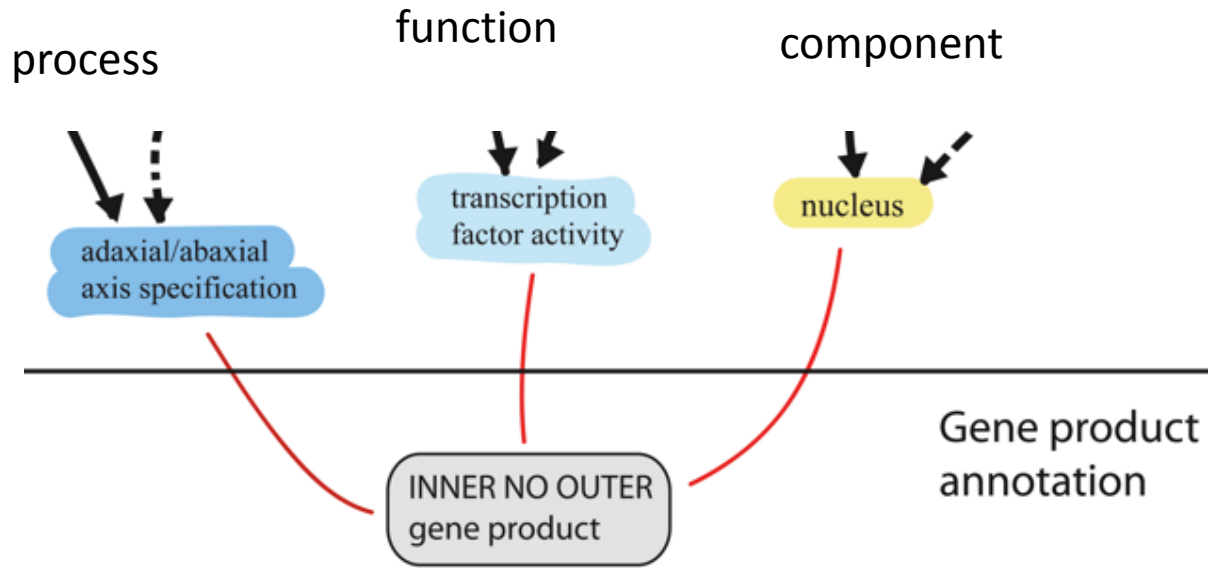 process
function
component
adaxial/abaxial
axis specification
transcription
factor activity
nucleus
Gene product
annotation
INNER NO OUTER
gene product